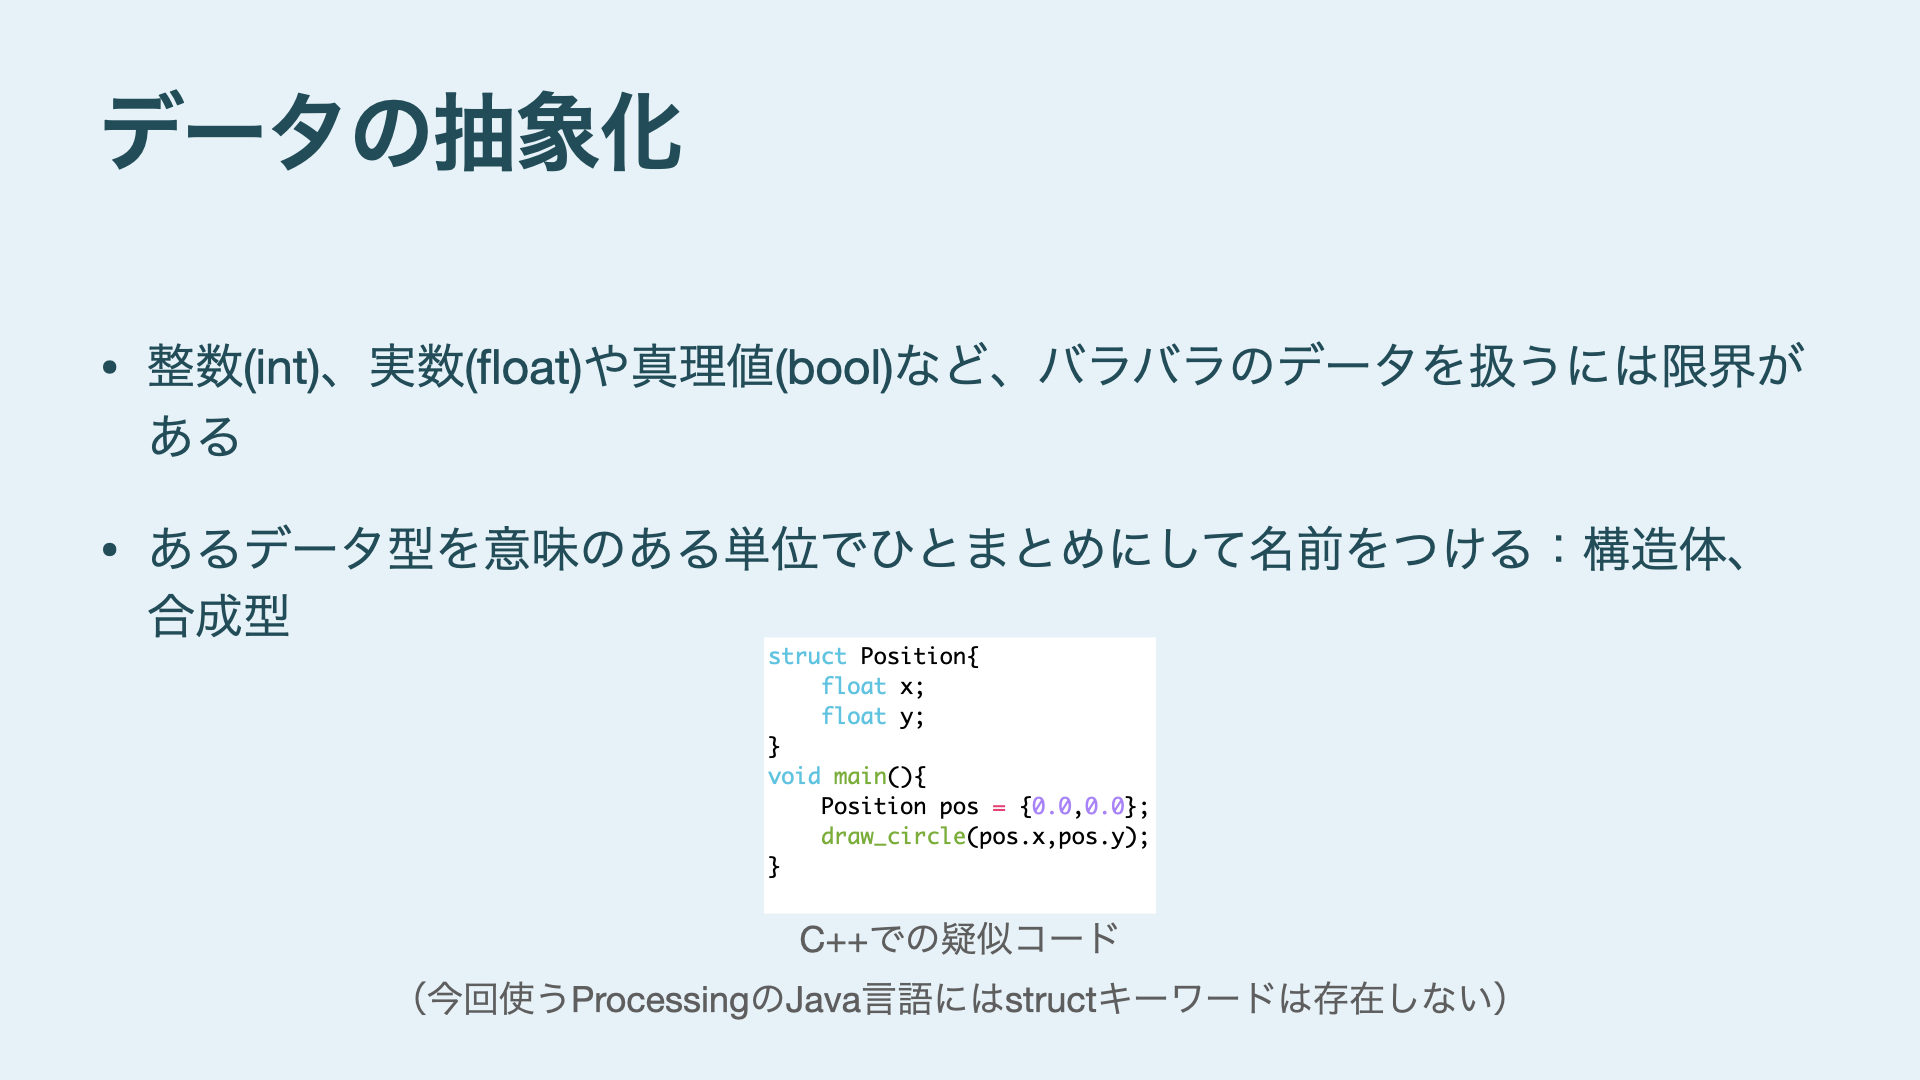 データの抽象化
• 整数(int)、実数(float)や真理値(bool)など、バラバラのデータを扱うには限界が
ある
• あるデータ型を意味のある単位でひとまとめにして名前をつける：構造体、
合成型
struct Position{
    float x;
    float y;
}
void main(){
    Position pos = {0.0,0.0};
    draw_circle(pos.x,pos.y);
}
C++での疑似コード
（今回使うProcessingのJava言語にはstructキーワードは存在しない）